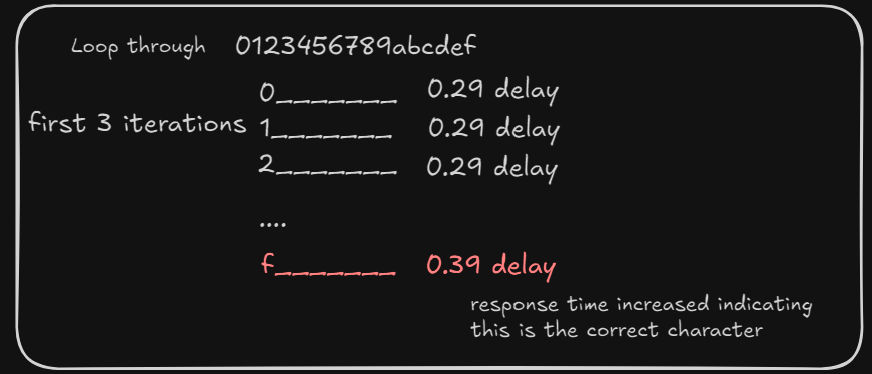 Loop through 0123456789abcdef
0_______ 0.29 delay
first 3 iterations 1_______ 0.29 delay
2_______ 0.29 delay
....
f_______ 0.39 delay
response time increased indicating
this is the correct character